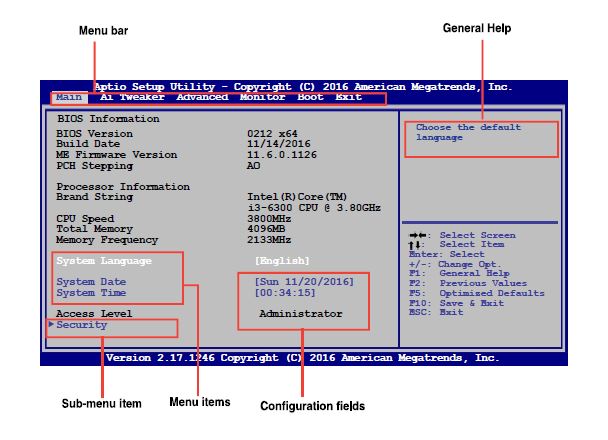 Menu bar
General Help
Aptio Setup Utility - Copyright (C) 2016 American Megatrends, Inc.
Main Ai Tweaker Advanced Monitor Boot Exit
BIOS Information
BIOS Version 0212 x64
Build Date 11/14/2016
ME Firmware Version 11.6.0.1126
PCH Stepping A0
Processor Information
Brand String Intel(R)Core(TM)
i3-6300 CPU @ 3.80GHz
CPU Speed 3800MHz
Total Memory 4096MB
Memory Frequency 2133MHz
System Language [English]
System Date [Sun 11/20/2016]
System Time [00:34:15]
Access Level Administrator
Security
Choose the default
language
→←: Select Screen
↑↓: Select Item
Enter: Select
+/-: Change Opt.
F1: General Help
F2: Previous Values
F5: Optimized Defaults
F10: Save & Exit
ESC: Exit
Version 2.17.1246 Copyright (C) 2016 American Megatrends, Inc.
Sub-menu item
Menu items
Configuration fields